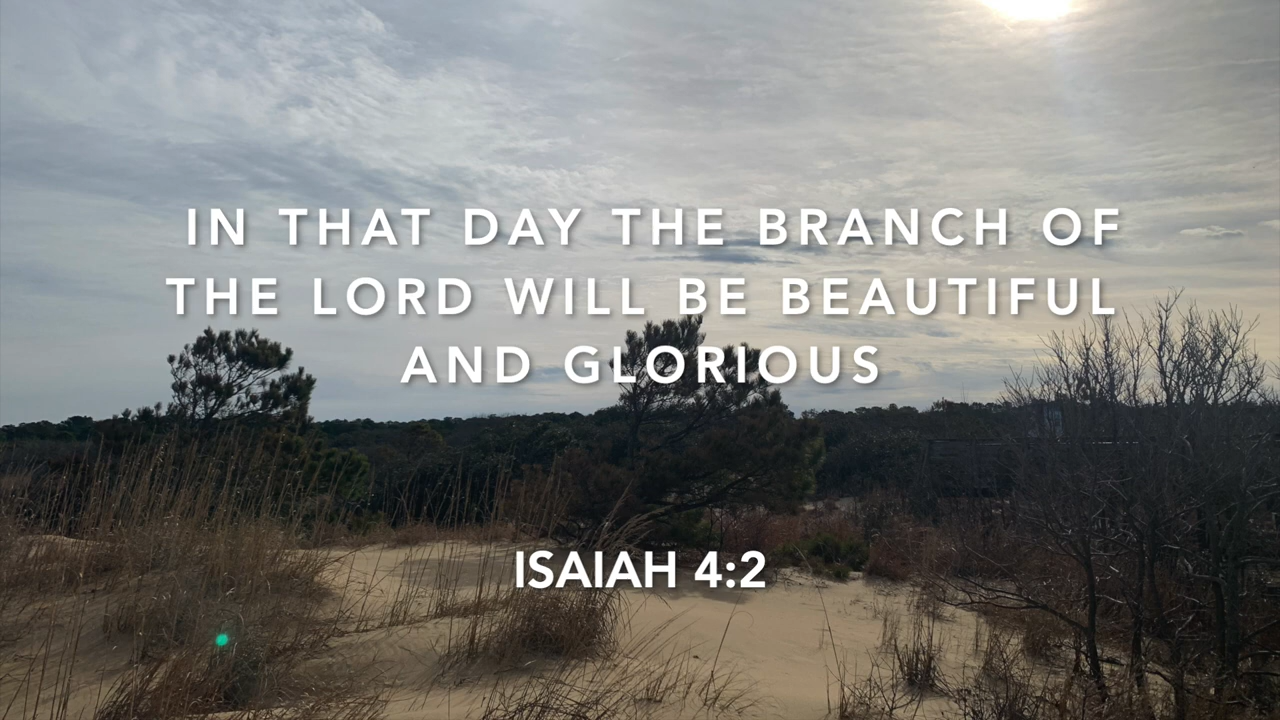 IN THAT DAY THE BRANCH OF
THE LORD WILL BE BEAUTIFUL
AND GLORIOUS
ISAIAH 4:2